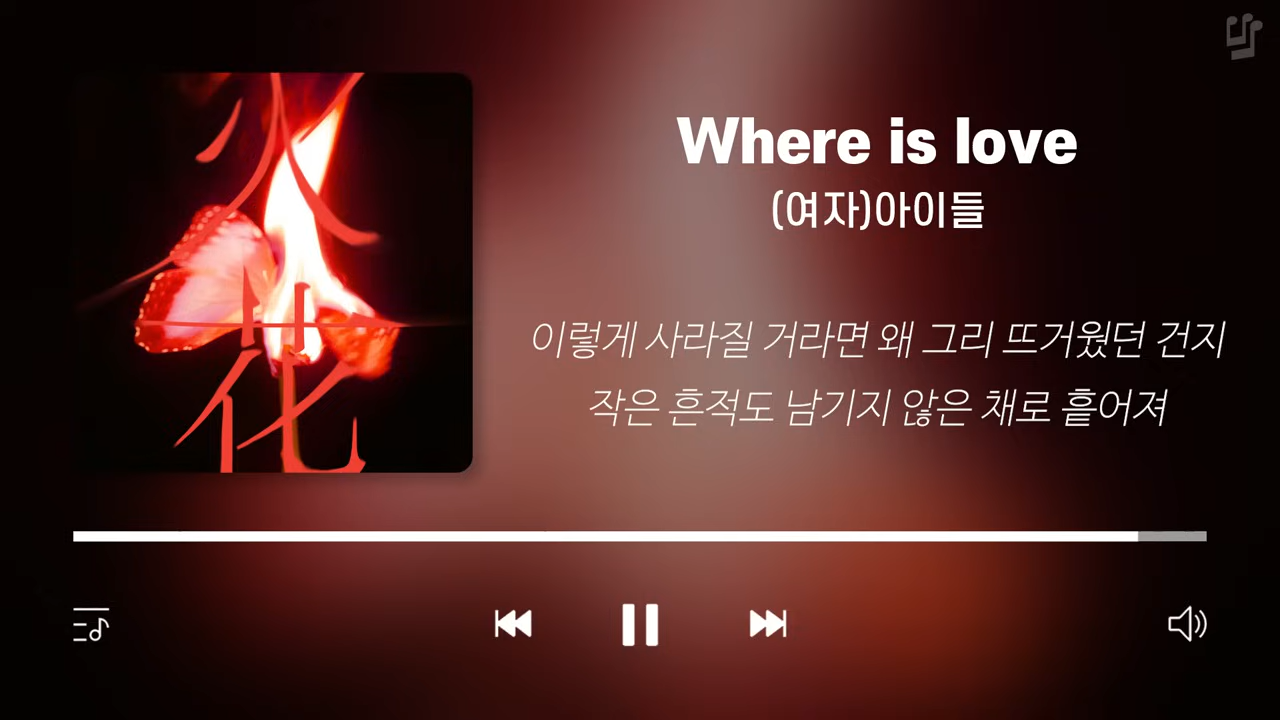 火
花
Where is love
(여자)아이들
이렇게 사라질 거라면 왜 그리 뜨거웠던 건지
작은 흔적도 남기지 않은 채로 흩어져